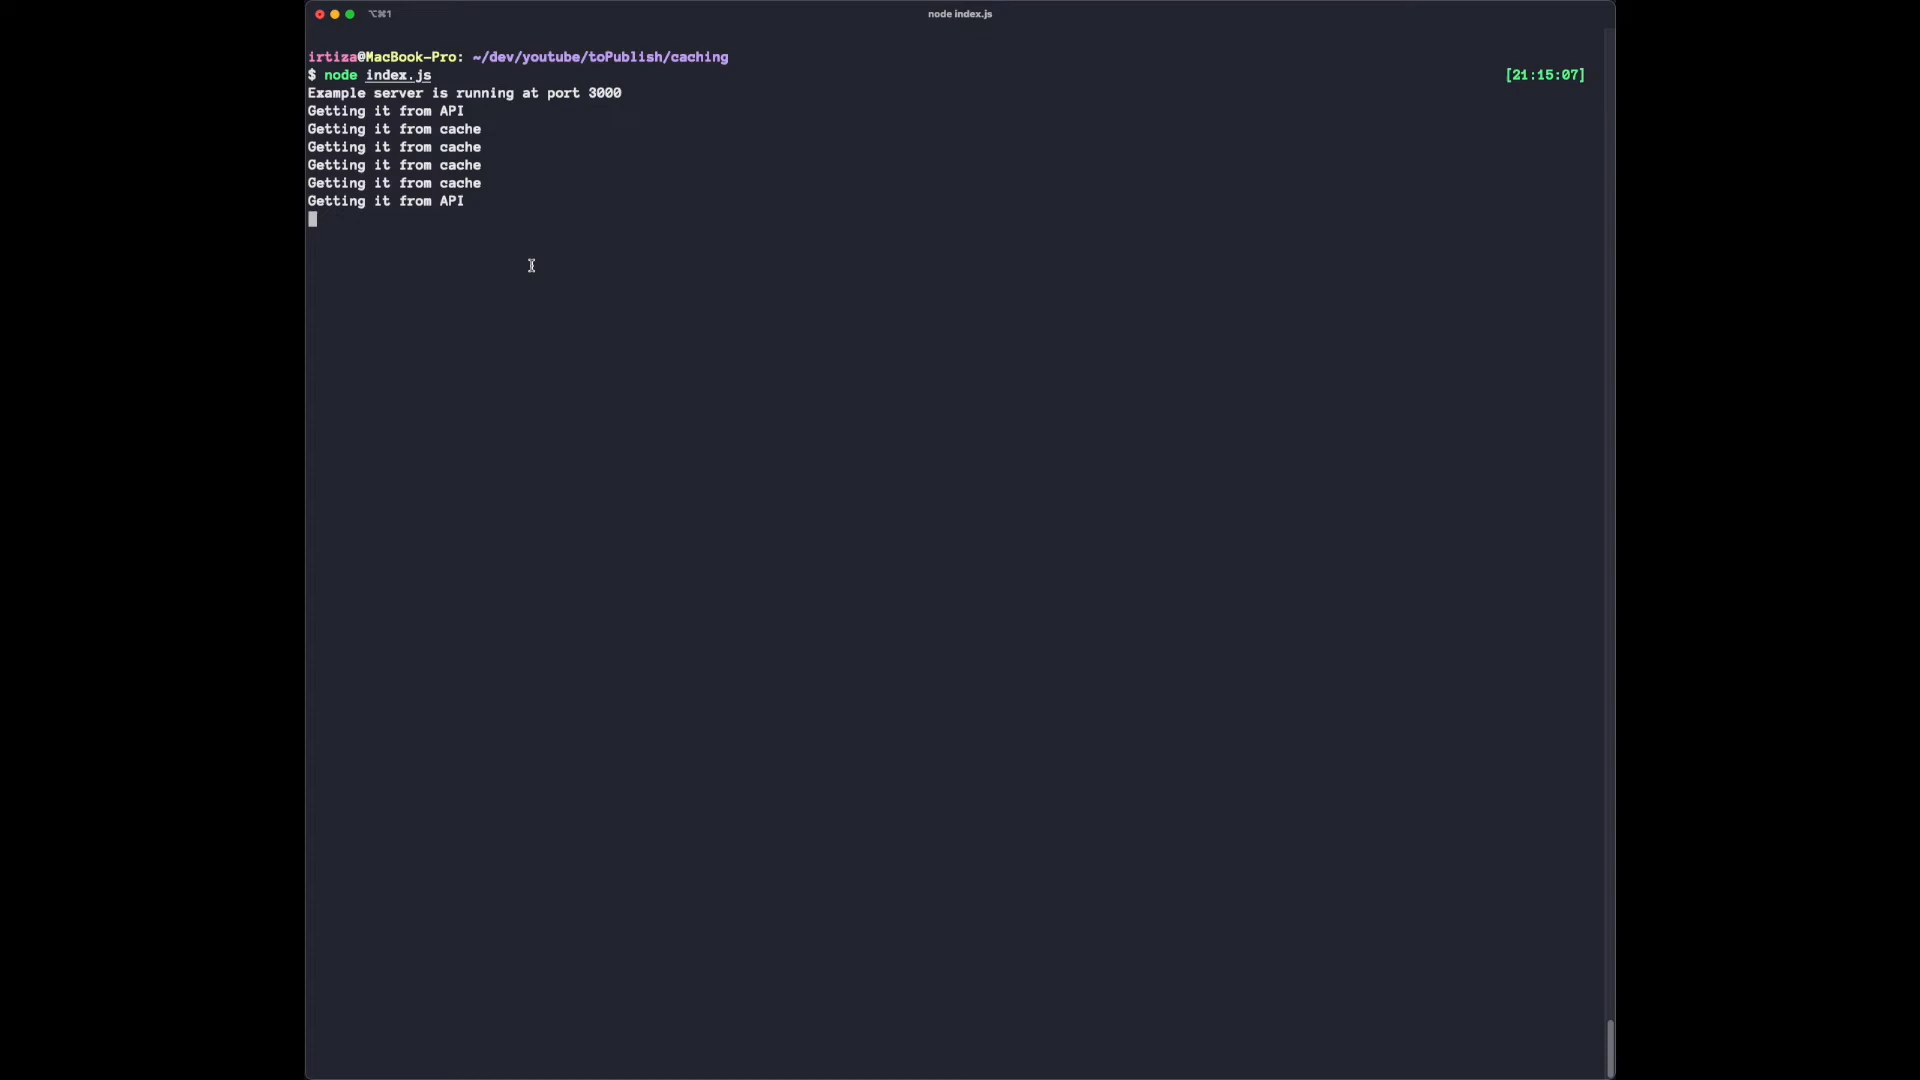 ⌥⌘1
node index.js
irtiza@MacBook-Pro: ~/dev/youtube/toPublish/caching
$ node index.js [21:15:07]
Example server is running at port 3000
Getting it from API
Getting it from cache
Getting it from cache
Getting it from cache
Getting it from cache
Getting it from API